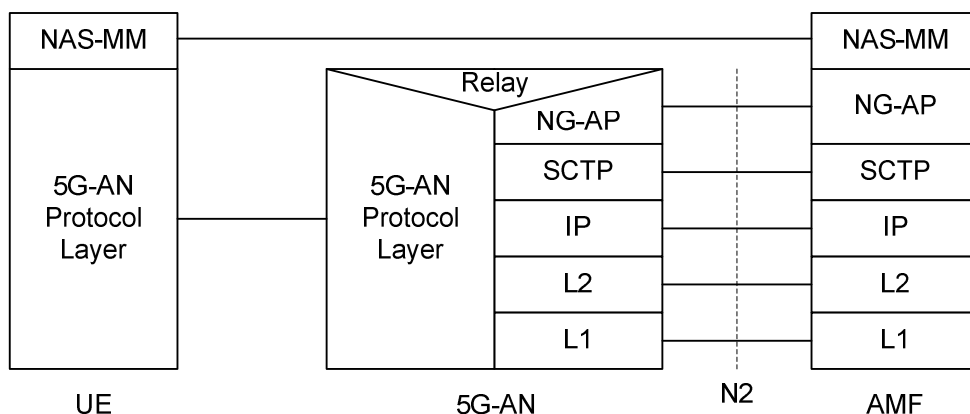 NAS-MM
NAS-MM
Relay
NG-AP
NG-AP
SCTP
SCTP
5G-AN
Protocol
Layer
5G-AN
Protocol
Layer
IP
IP
L2
L2
L1
L1
UE
5G-AN
N2
AMF